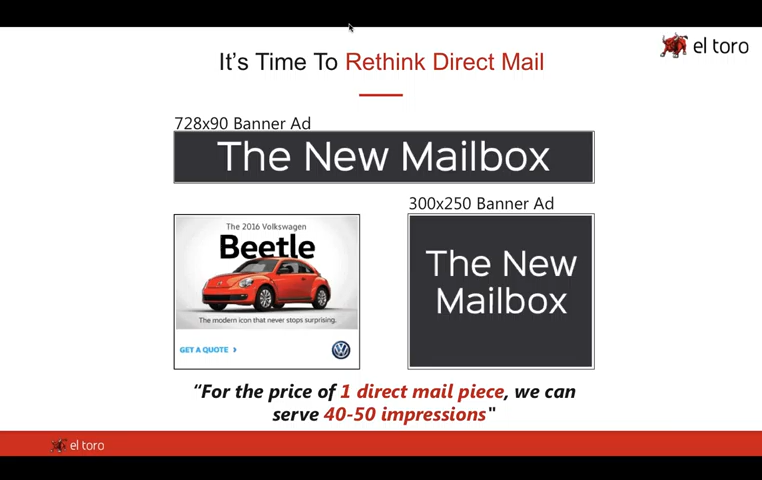 It's Time To Rethink Direct Mail
el toro
728x90 Banner Ad
The New Mailbox
300x250 Banner Ad
The 2016 Volkswagen
Beetle
The modern icon that never stops surprising.
GET A QUOTE ›
The New
Mailbox
“For the price of 1 direct mail piece, we can
serve 40-50 impressions"
el toro